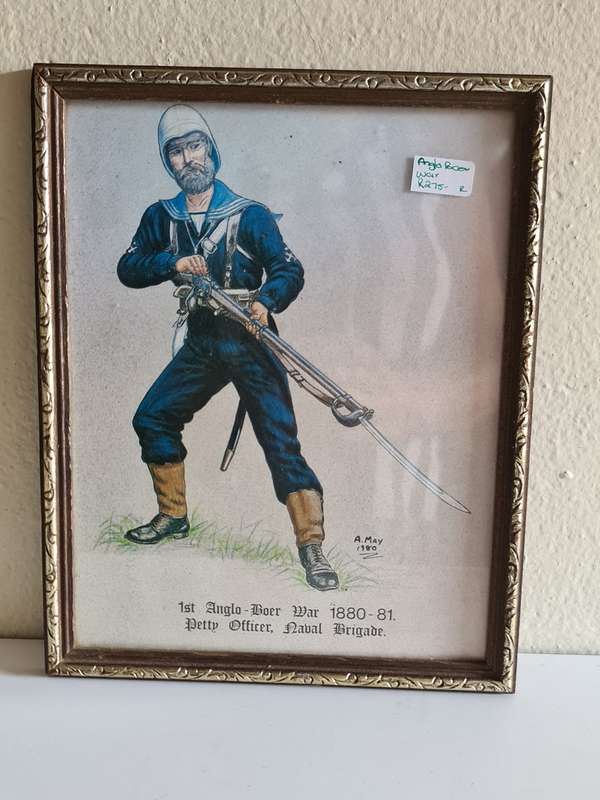 Anglo Boer
War
R275- R
A. May
1980
1st Anglo-Boer War 1880-81.
Petty Officer, Naval Brigade.